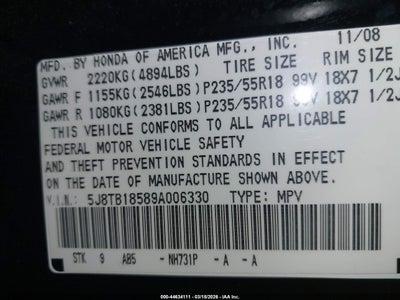 MFD. BY HONDA OF AMERICA MFG., INC. 11/08
GVWR 2220KG(4894LBS) TIRE SIZE RIM SIZE
GAWR F 1155KG(2546LBS)P235/55R18 99V 18X7 1/2J
GAWR R 1080KG(2381LBS)P235/55R18 99V 18X7 1/2J
THIS VEHICLE CONFORMS TO ALL APPLICABLE
FEDERAL MOTOR VEHICLE SAFETY
AND THEFT PREVENTION STANDARDS IN EFFECT
ON THE DATE OF MANUFACTURE SHOWN ABOVE.
V.I.N.: 5J8TB18589A006330 TYPE: MPV
STK 9 AB5 -NH731P -A -A
000-44634111 - 03/18/2026 - IAA Inc.